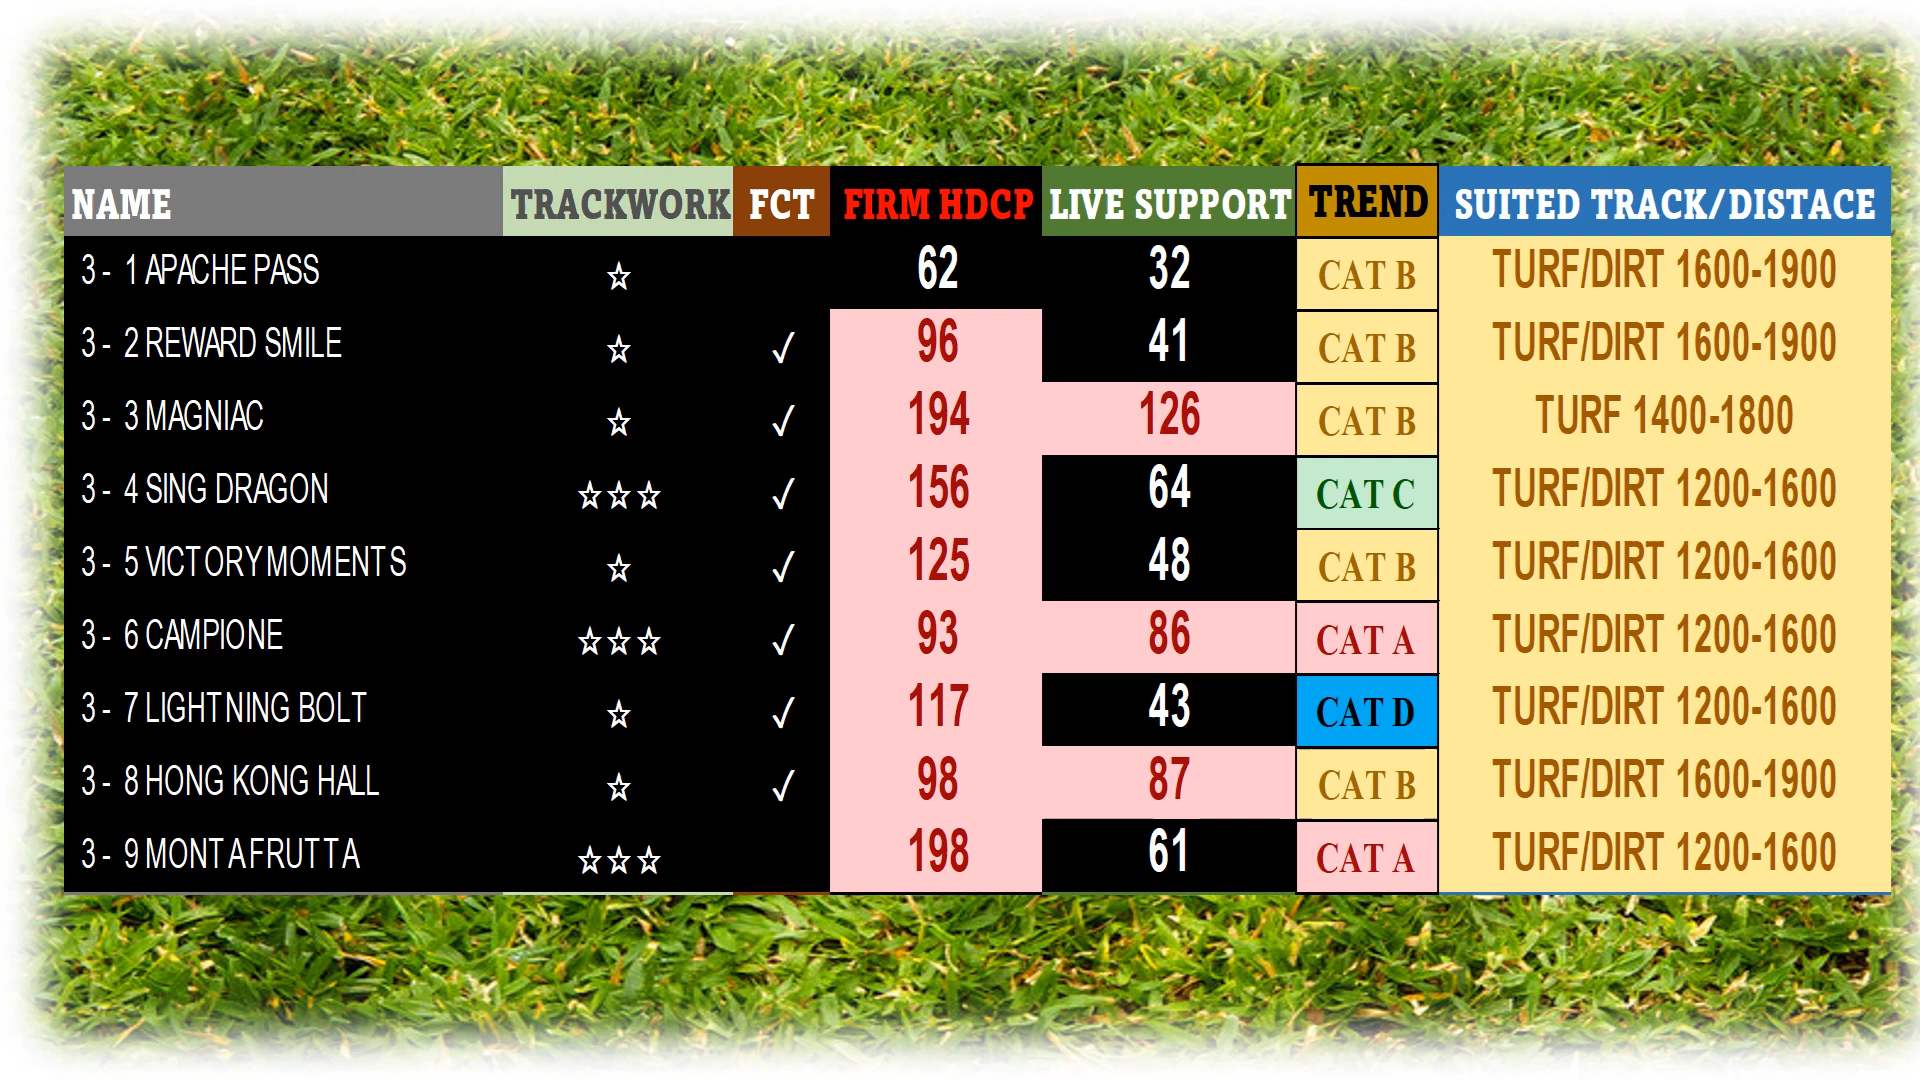 NAME TRACKWORK FCT FIRM HDCP LIVE SUPPORT TREND SUITED TRACK/DISTACE
3 - 1 APACHE PASS ☆ 62 32 CAT B TURF/DIRT 1600-1900
3 - 2 REWARD SMILE ☆ √ 96 41 CAT B TURF/DIRT 1600-1900
3 - 3 MAGNIAC ☆ √ 194 126 CAT B TURF 1400-1800
3 - 4 SING DRAGON ☆☆☆ √ 156 64 CAT C TURF/DIRT 1200-1600
3 - 5 VICTORY MOMENTS ☆ √ 125 48 CAT B TURF/DIRT 1200-1600
3 - 6 CAMPIONE ☆☆☆ √ 93 86 CAT A TURF/DIRT 1200-1600
3 - 7 LIGHTNING BOLT ☆ √ 117 43 CAT D TURF/DIRT 1200-1600
3 - 8 HONG KONG HALL ☆ √ 98 87 CAT B TURF/DIRT 1600-1900
3 - 9 MONTA FRUTTA ☆☆☆ 198 61 CAT A TURF/DIRT 1200-1600